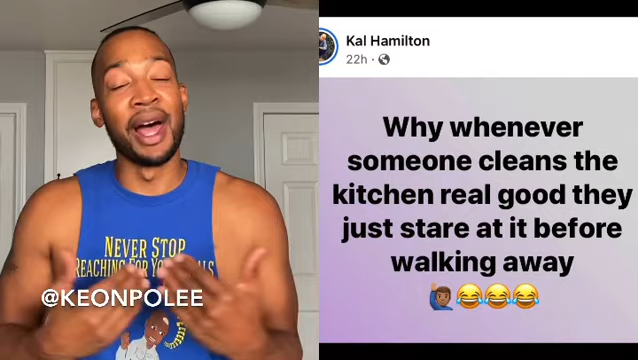 NEVER STOP
REACHING FOR YOUR GOALS
@KEONPOLEE
Kal Hamilton
22h ·
Why whenever
someone cleans the
kitchen real good they
just stare at it before
walking away
🙋🏽‍♂️😂😂😂